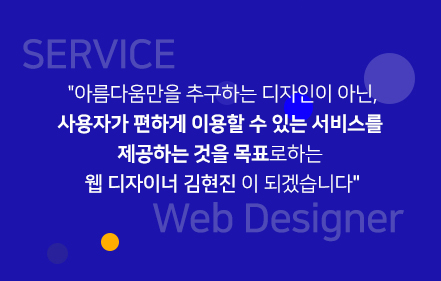 SERVICE
"아름다움만을 추구하는 디자인이 아닌,
사용자가 편하게 이용할 수 있는 서비스를
제공하는 것을 목표로하는
웹 디자이너 김현진 이 되겠습니다"
Web Designer